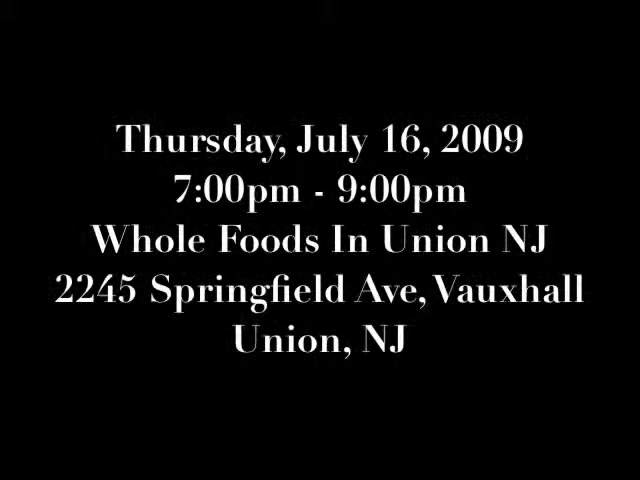 Thursday, July 16, 2009
7:00pm - 9:00pm
Whole Foods In Union NJ
2245 Springfield Ave, Vauxhall
Union, NJ